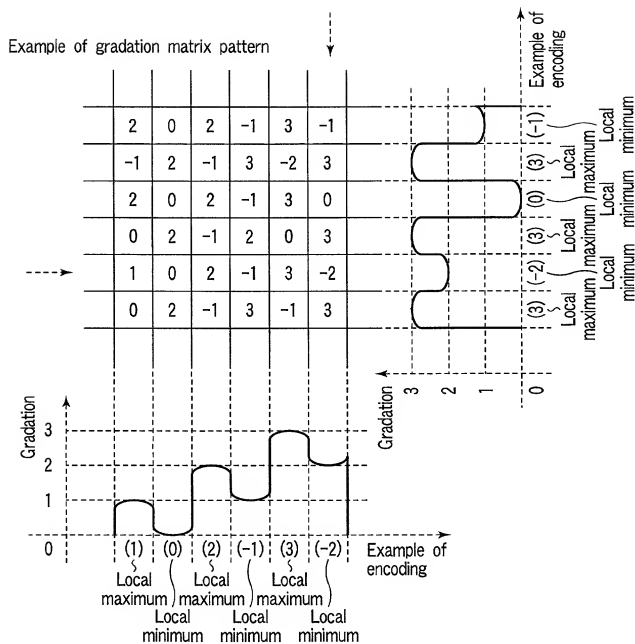 Example of gradation matrix pattern
2 0 2 -1 3 -1
-1 2 -1 3 -2 3
2 0 2 -1 3 0
0 2 -1 2 0 3
1 0 2 -1 3 -2
0 2 -1 3 -1 3
Example of
encoding
(-1)
Local
minimum
(3)
Local
maximum
(0)
Local
minimum
(3)
Local
maximum
(-2)
Local
minimum
(3)
Local
maximum
Gradation
3
2
1
0
Gradation
3
2
1
0
(1) (0) (2) (-1) (3) (-2)
Example of
encoding
Local
maximum
Local
minimum
Local
maximum
Local
minimum
Local
maximum
Local
minimum